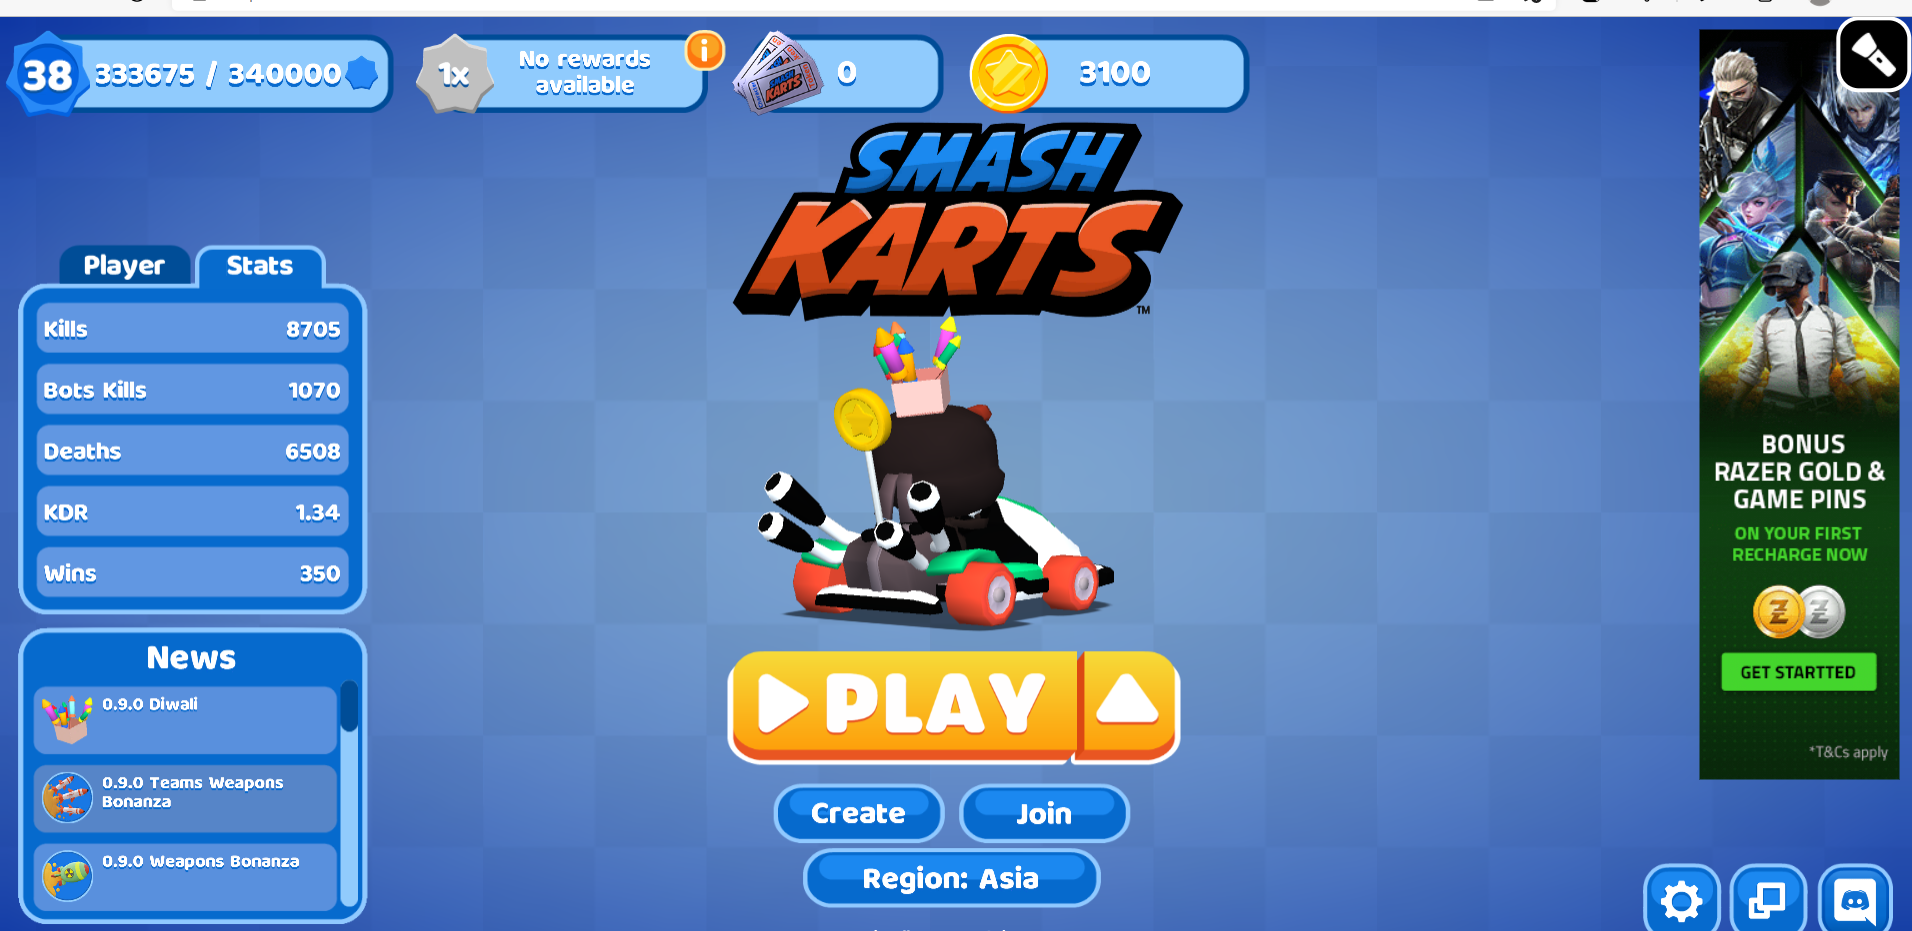 38
333675 / 340000
1x
No rewards
available
i
0
3100
SMASH
KARTS
TM
Player
Stats
Kills 8705
Bots Kills 1070
Deaths 6508
KDR 1.34
Wins 350
News
0.9.0 Diwali
0.9.0 Teams Weapons
Bonanza
0.9.0 Weapons Bonanza
PLAY
Create
Join
Region: Asia
BONUS
RAZER GOLD &
GAME PINS
ON YOUR FIRST
RECHARGE NOW
GET STARTTED
*T&Cs apply